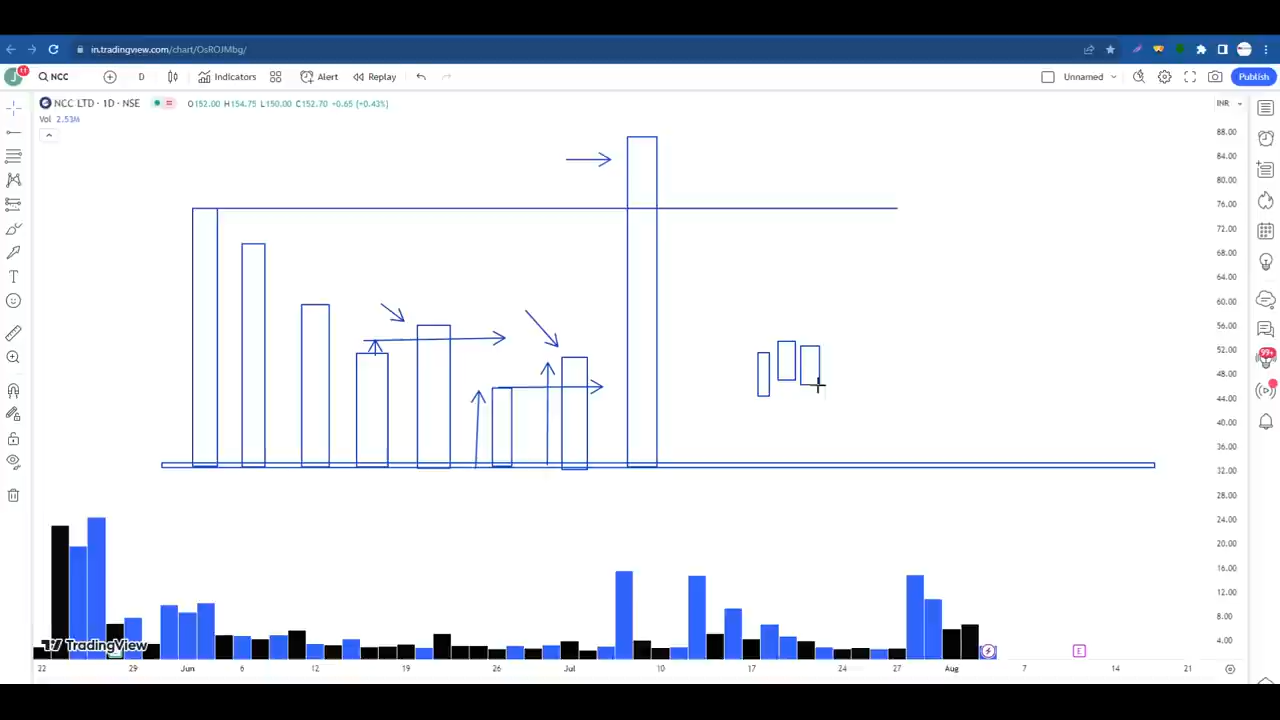 in.tradingview.com/chart/OsROJMbg/
J 11 NCC D Indicators Alert Replay Unnamed Publish
NCC LTD · 1D · NSE O152.00 H154.75 L150.00 C152.70 +0.65 (+0.43%) INR
Vol 2.53M
88.00
84.00
80.00
76.00
72.00
68.00
64.00
60.00
56.00
52.00
48.00
44.00
40.00
36.00
32.00
28.00
24.00
20.00
16.00
12.00
8.00
4.00
T
99+
TradingView
E
22 29 Jun 6 12 19 26 Jul 10 17 24 27 Aug 7 14 21